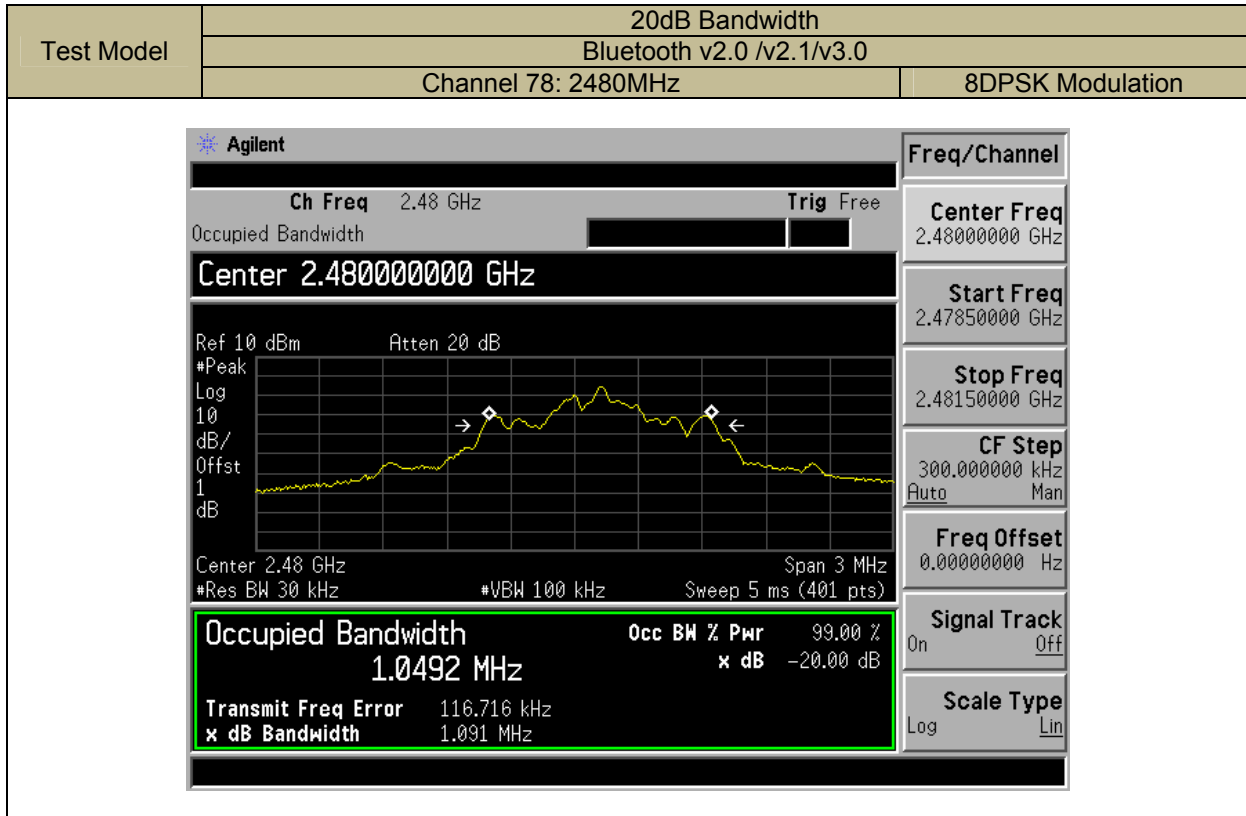 Test Model
20dB Bandwidth
Bluetooth v2.0 /v2.1/v3.0
Channel 78: 2480MHz
8DPSK Modulation
Agilent
Ch Freq 2.48 GHz
Trig Free
Occupied Bandwidth
Center 2.480000000 GHz
Ref 10 dBm
Atten 20 dB
#Peak
Log
10
dB/
Offst
1
dB
Center 2.48 GHz
Span 3 MHz
#Res BW 30 kHz
#VBW 100 kHz
Sweep 5 ms (401 pts)
Occupied Bandwidth
1.0492 MHz
Occ BW % Pwr 99.00 %
x dB -20.00 dB
Transmit Freq Error 116.716 kHz
x dB Bandwidth 1.091 MHz
Freq/Channel
Center Freq
2.48000000 GHz
Start Freq
2.47850000 GHz
Stop Freq
2.48150000 GHz
CF Step
300.000000 kHz
Auto Man
Freq Offset
0.00000000 Hz
Signal Track
On Off
Scale Type
Log Lin